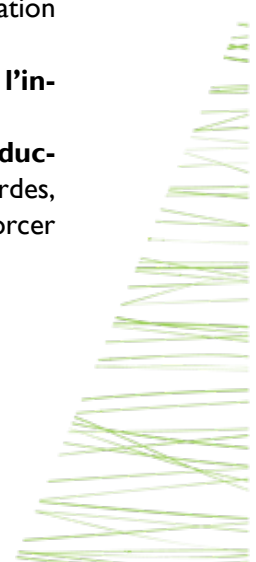 ation
l'in-
duc-
rdes,
orcer